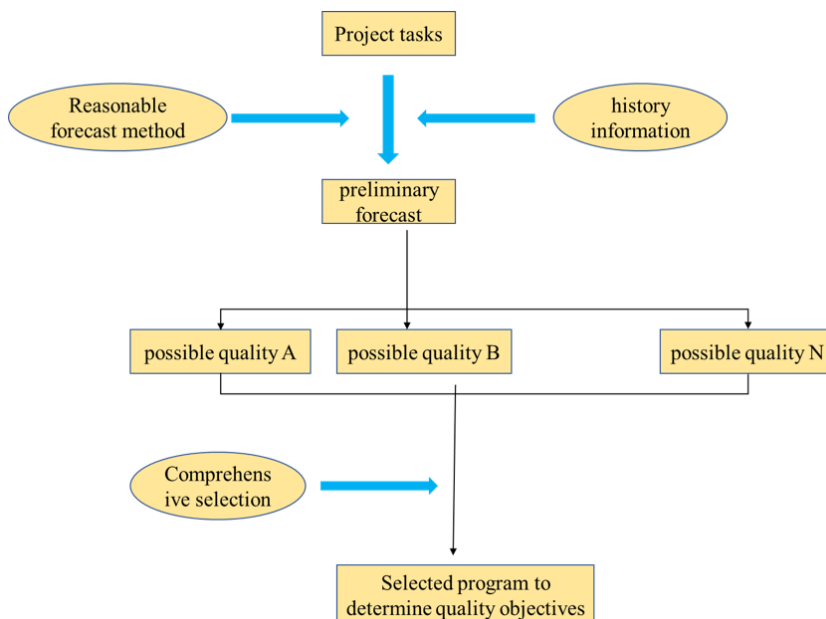 Project tasks
Reasonable
forecast method
history
information
preliminary
forecast
possible quality A
possible quality B
possible quality N
Comprehens
ive selection
Selected program to
determine quality objectives